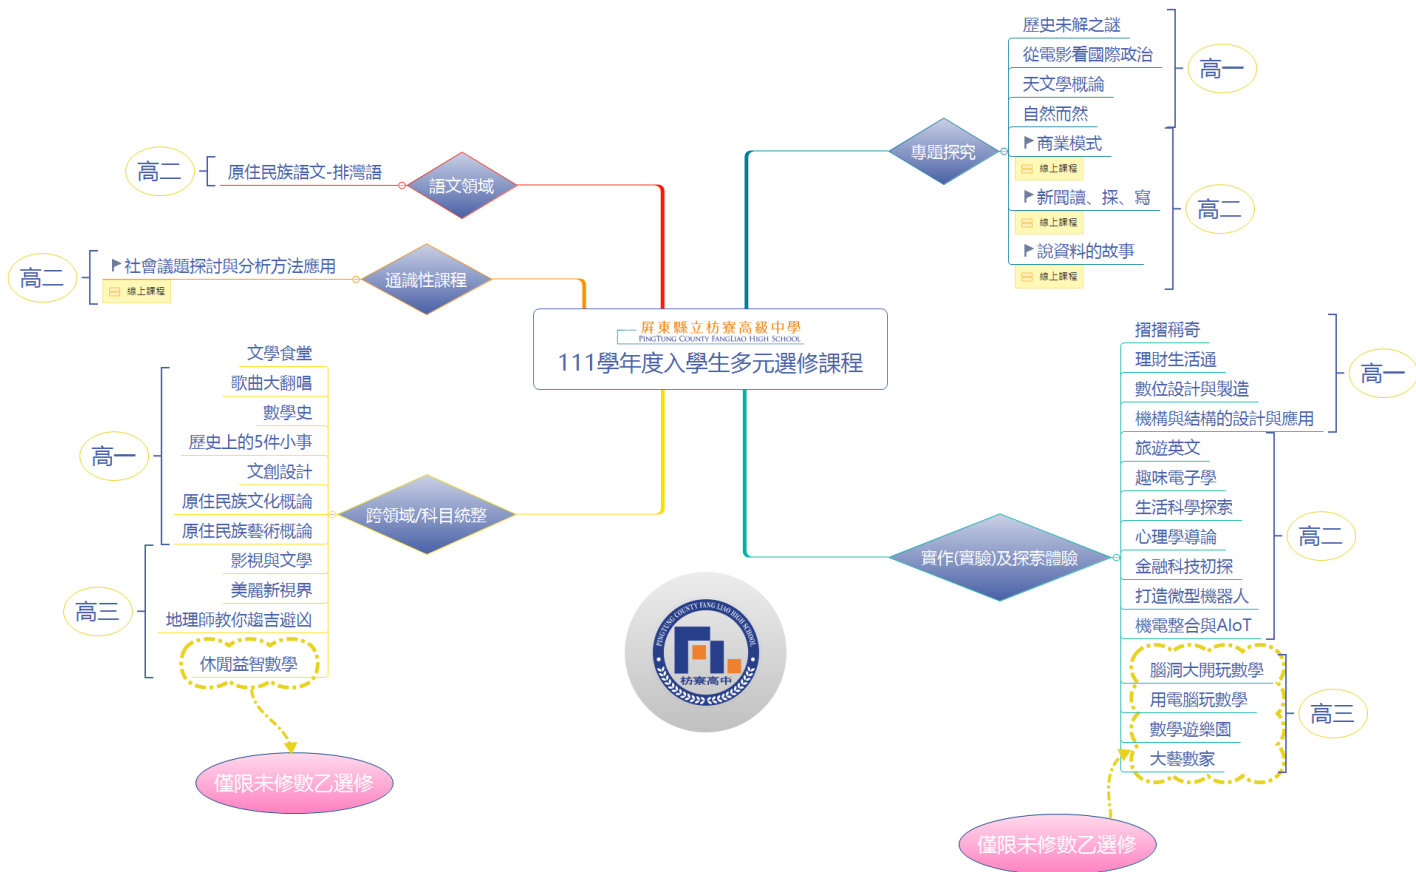 屏東縣立枋寮高級中學
PINGTUNG COUNTY FANGLIAO HIGH SCHOOL
111學年度入學生多元選修課程
語文領域
原住民族語文-排灣語
高二
通識性課程
社會議題探討與分析方法應用
線上課程
高二
跨領域/科目統整
文學食堂
歌曲大翻唱
數學史
歷史上的5件小事
文創設計
原住民族文化概論
原住民族藝術概論
高一
影視與文學
美麗新視界
地理師教你趨吉避凶
休閒益智數學
高三
僅限未修數乙選修
專題探究
歷史未解之謎
從電影看國際政治
天文學概論
自然而然
高一
商業模式
線上課程
新聞讀、採、寫
線上課程
說資料的故事
線上課程
高二
實作(實驗)及探索體驗
摺摺稱奇
理財生活通
數位設計與製造
機構與結構的設計與應用
高一
旅遊英文
趣味電子學
生活科學探索
心理學導論
金融科技初探
打造微型機器人
機電整合與AIoT
高二
腦洞大開玩數學
用電腦玩數學
數學遊樂園
大藝數家
高三
僅限未修數乙選修
PINGTUNG COUNTY FANG LIAO HIGH SCHOOL
枋寮高中